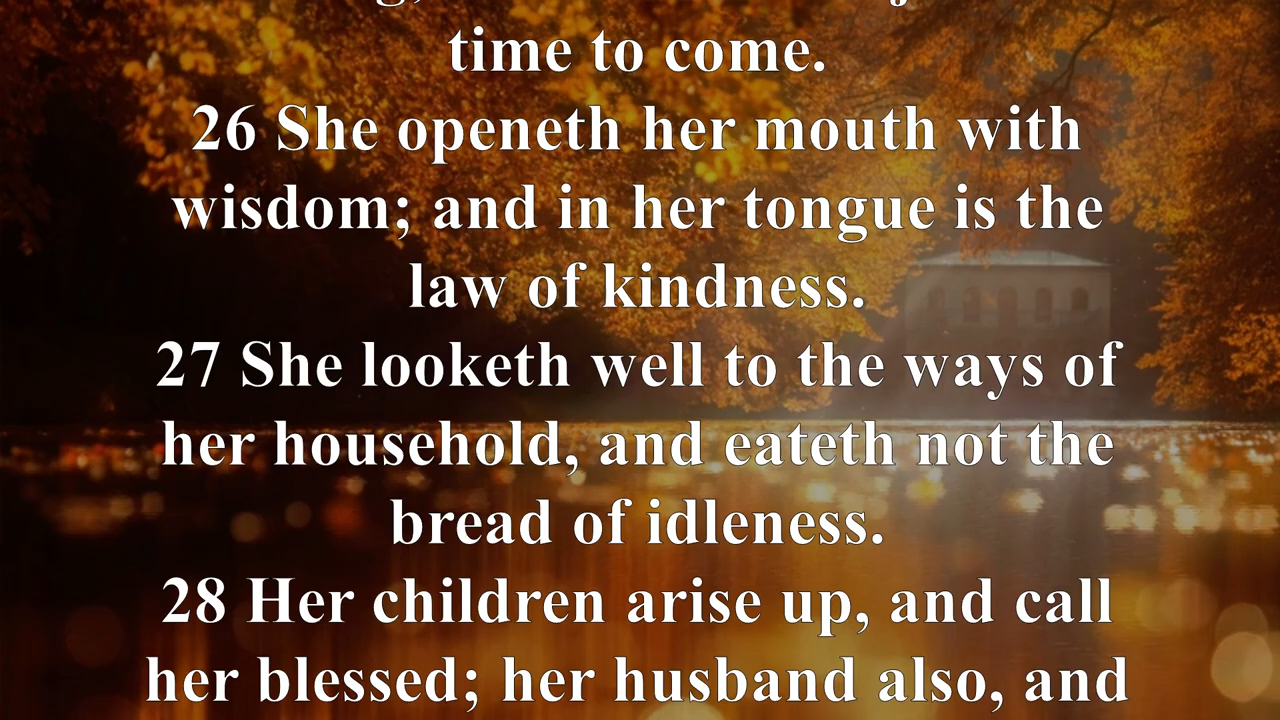 time to come.
26 She openeth her mouth with
wisdom; and in her tongue is the
law of kindness.
27 She looketh well to the ways of
her household, and eateth not the
bread of idleness.
28 Her children arise up, and call
her blessed; her husband also, and